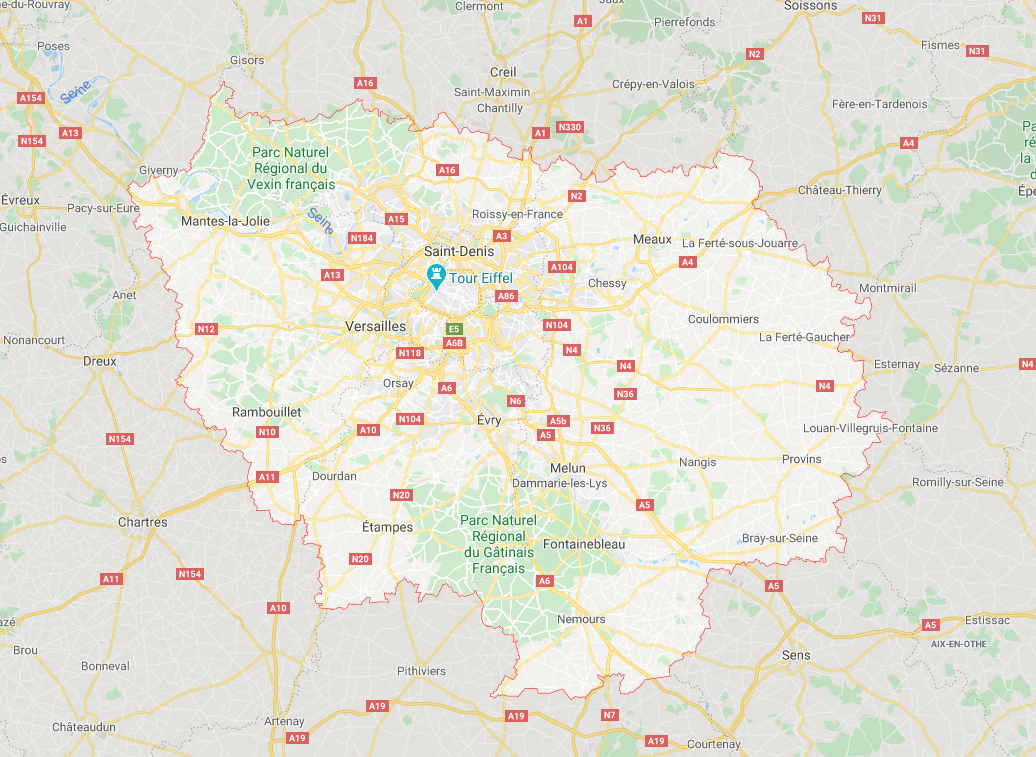 ne-du-Rouvray
Clermont
Soissons
A1
N31
Pierrefonds
Poses
Fismes
N31
N2
Gisors
Creil
A16
Crépy-en-Valois
Seine
Saint-Maximin
A154
Chantilly
Fère-en-Tardenois
A13
A1
N330
N154
A4
Parc Naturel
Régional du
Vexin français
Giverny
A16
Château-Thierry
Évreux
Pacy-sur-Eure
N2
Guichainville
Mantes-la-Jolie
Seine
A15
Roissy-en-France
N184
A3
Meaux
La Ferté-sous-Jouarre
Saint-Denis
A13
Tour Eiffel
A104
A4
Chessy
Montmirail
Anet
A86
Nonancourt
N12
Versailles
E5
A6B
N104
Coulommiers
La Ferté-Gaucher
Dreux
N118
N4
N4
Esternay
Sézanne
N4
Orsay
A6
N36
N4
Rambouillet
N6
N10
A10
N104
Évry
A5b
A5
N36
Louan-Villegruis-Fontaine
N154
A11
Dourdan
Melun
Dammarie-les-Lys
Nangis
Provins
Romilly-sur-Seine
N20
A5
Chartres
Étampes
Parc Naturel
Régional
du Gâtinais
Français
Fontainebleau
Bray-sur-Seine
N20
A11
N154
A6
A5
A10
Nemours
A5
Estissac
AIX-EN-OTHE
Brou
Bonneval
Pithiviers
Sens
Châteaudun
Artenay
A19
A19
A19
N7
A19
Courtenay